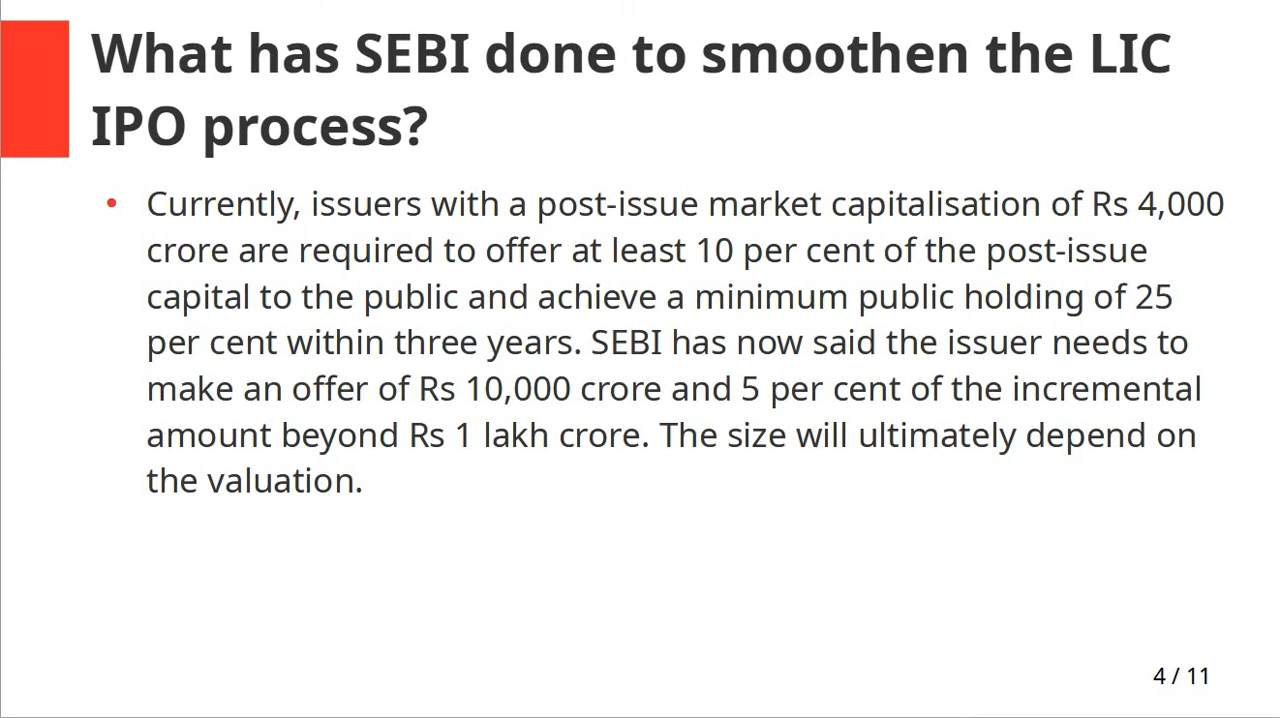 What has SEBI done to smoothen the LIC
IPO process?
• Currently, issuers with a post-issue market capitalisation of Rs 4,000
crore are required to offer at least 10 per cent of the post-issue
capital to the public and achieve a minimum public holding of 25
per cent within three years. SEBI has now said the issuer needs to
make an offer of Rs 10,000 crore and 5 per cent of the incremental
amount beyond Rs 1 lakh crore. The size will ultimately depend on
the valuation.
4 / 11